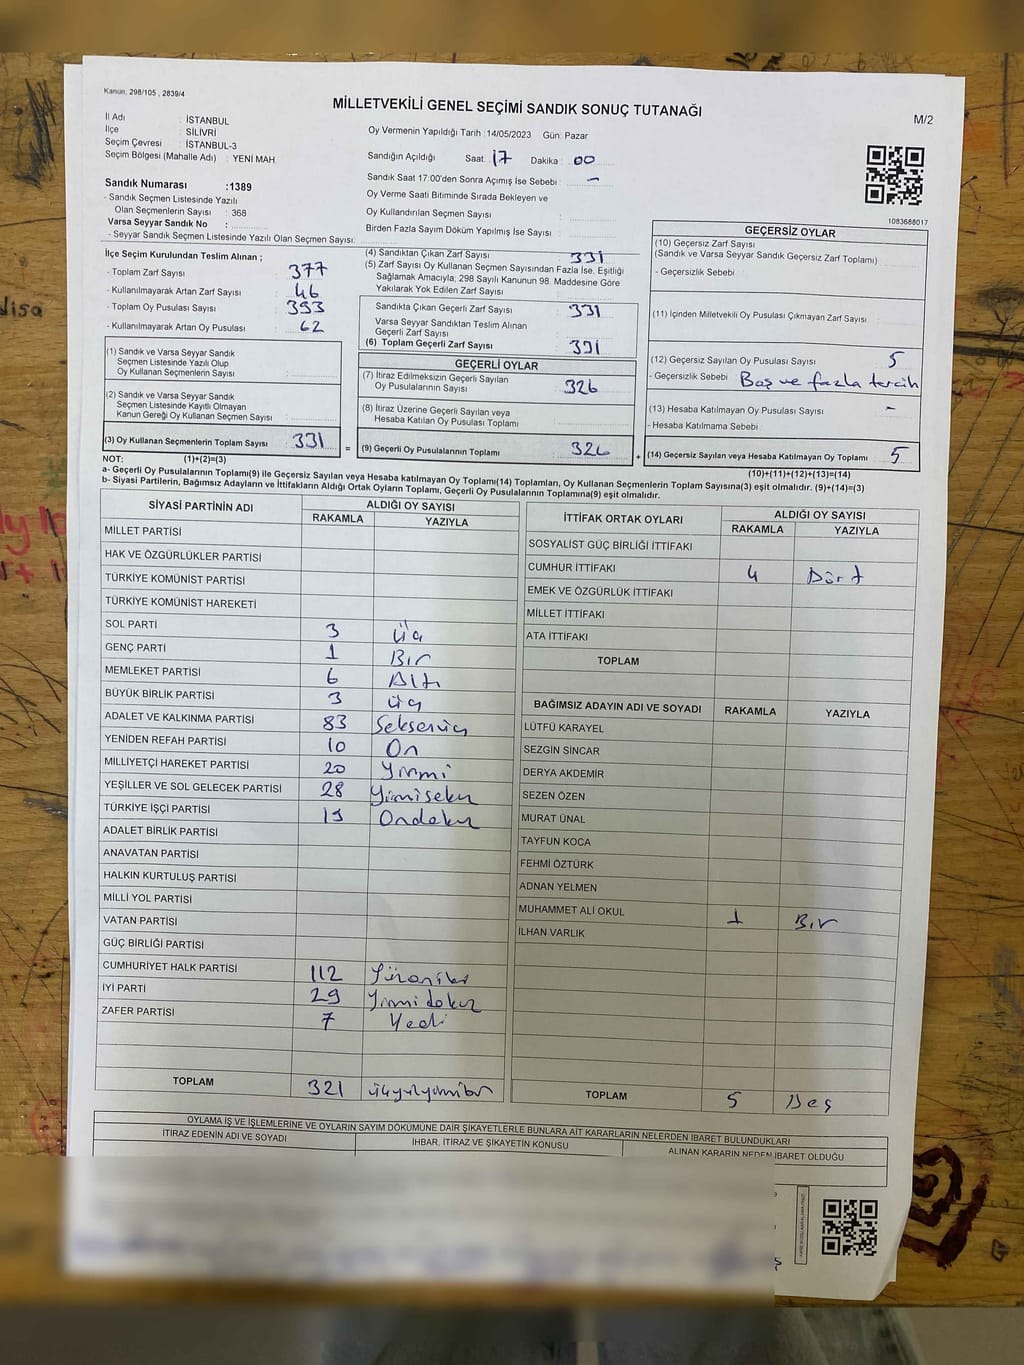 Kanun, 298/105 , 2839/4
MİLLETVEKİLİ GENEL SEÇİMİ SANDIK SONUÇ TUTANAĞI
M/2
İl Adı : İSTANBUL
İlçe : SİLİVRİ
Seçim Çevresi : İSTANBUL-3
Seçim Bölgesi (Mahalle Adı) : YENİ MAH.
Oy Vermenin Yapıldığı Tarih :14/05/2023 Gün: Pazar
Sandığın Açıldığı Saat: 17 Dakika : 00
Sandık Saat 17:00'den Sonra Açımış İse Sebebi : -
Oy Verme Saati Bitiminde Sırada Bekleyen ve
Oy Kullandırılan Seçmen Sayısı :
Birden Fazla Sayım Döküm Yapılmış İse Sayısı :
Sandık Numarası :1389
- Sandık Seçmen Listesinde Yazılı
Olan Seçmenlerin Sayısı : 368
Varsa Seyyar Sandık No :
- Seyyar Sandık Seçmen Listesinde Yazılı Olan Seçmen Sayısı:
1083688017
İlçe Seçim Kurulundan Teslim Alınan ;
- Toplam Zarf Sayısı : 377
- Kullanılmayarak Artan Zarf Sayısı : 46
- Toplam Oy Pusulası Sayısı : 393
- Kullanılmayarak Artan Oy Pusulası : 62
(1) Sandık ve Varsa Seyyar Sandık
Seçmen Listesinde Yazılı Olup
Oy Kullanan Seçmenlerin Sayısı :
(2) Sandık ve Varsa Seyyar Sandık
Seçmen Listesinde Kayıtlı Olmayan
Kanun Gereği Oy Kullanan Seçmen Sayısı :
(3) Oy Kullanan Seçmenlerin Toplam Sayısı : 331
(4) Sandıktan Çıkan Zarf Sayısı : 331
(5) Zarf Sayısı Oy Kullanan Seçmen Sayısından Fazla İse, Eşitliği
Sağlamak Amacıyla; 298 Sayılı Kanunun 98. Maddesine Göre
Yakılarak Yok Edilen Zarf Sayısı :
Sandıkta Çıkan Geçerli Zarf Sayısı : 331
Varsa Seyyar Sandıktan Teslim Alınan
Geçerli Zarf Sayısı :
(6) Toplam Geçerli Zarf Sayısı : 331
GEÇERLİ OYLAR
(7) İtiraz Edilmeksizin Geçerli Sayılan
Oy Pusulalarının Sayısı : 326
(8) İtiraz Üzerine Geçerli Sayılan veya
Hesaba Katılan Oy Pusulası Toplamı :
= (9) Geçerli Oy Pusulalarının Toplamı : 326
GEÇERSİZ OYLAR
(10) Geçersiz Zarf Sayısı
(Sandık ve Varsa Seyyar Sandık Geçersiz Zarf Toplamı) :
- Geçersizlik Sebebi :
(11) İçinden Milletvekili Oy Pusulası Çıkmayan Zarf Sayısı :
(12) Geçersiz Sayılan Oy Pusulası Sayısı : 5
- Geçersizlik Sebebi : Boş ve fazla tercih
(13) Hesaba Katılmayan Oy Pusulası Sayısı : -
- Hesaba Katılmama Sebebi :
+ (14) Geçersiz Sayılan veya Hesaba Katılmayan Oy Toplamı : 5
NOT: (1)+(2)=(3)
(10)+(11)+(12)+(13)=(14)
a- Geçerli Oy Pusulalarının Toplamı(9) ile Geçersiz Sayılan veya Hesaba katılmayan Oy Toplamı(14) Toplamları, Oy Kullanan Seçmenlerin Toplam Sayısına(3) eşit olmalıdır. (9)+(14)=(3)
b- Siyasi Partilerin, Bağımsız Adayların ve İttifakların Aldığı Ortak Oyların Toplamı, Geçerli Oy Pusulalarının Toplamına(9) eşit olmalıdır.
SİYASİ PARTİNİN ADI ALDIĞI OY SAYISI
RAKAMLA YAZIYLA
MİLLET PARTİSİ
HAK VE ÖZGÜRLÜKLER PARTİSİ
TÜRKİYE KOMÜNİST PARTİSİ
TÜRKİYE KOMÜNİST HAREKETİ
SOL PARTİ 3 üç
GENÇ PARTİ 1 Bir
MEMLEKET PARTİSİ 6 Altı
BÜYÜK BİRLİK PARTİSİ 3 üç
ADALET VE KALKINMA PARTİSİ 83 Seksenüç
YENİDEN REFAH PARTİSİ 10 On
MİLLİYETÇİ HAREKET PARTİSİ 20 Yirmi
YEŞİLLER VE SOL GELECEK PARTİSİ 28 Yirmisekiz
TÜRKİYE İŞÇİ PARTİSİ 19 Ondokuz
ADALET BİRLİK PARTİSİ
ANAVATAN PARTİSİ
HALKIN KURTULUŞ PARTİSİ
MİLLİ YOL PARTİSİ
VATAN PARTİSİ
GÜÇ BİRLİĞİ PARTİSİ
CUMHURİYET HALK PARTİSİ 112 Yüzoniki
İYİ PARTİ 29 Yirmidokuz
ZAFER PARTİSİ 7 Yedi
TOPLAM 321 üçyüzyirmibir
İTTİFAK ORTAK OYLARI ALDIĞI OY SAYISI
RAKAMLA YAZIYLA
SOSYALİST GÜÇ BİRLİĞİ İTTİFAKI
CUMHUR İTTİFAKI 4 Dört
EMEK VE ÖZGÜRLÜK İTTİFAKI
MİLLET İTTİFAKI
ATA İTTİFAKI
TOPLAM
BAĞIMSIZ ADAYIN ADI VE SOYADI RAKAMLA YAZIYLA
LÜTFÜ KARAYEL
SEZGİN SİNCAR
DERYA AKDEMİR
SEZEN ÖZEN
MURAT ÜNAL
TAYFUN KOCA
FEHMİ ÖZTÜRK
ADNAN YELMEN
MUHAMMET ALİ OKUL 1 Bir
İLHAN VARLIK
TOPLAM 5 Beş
OYLAMA İŞ VE İŞLEMLERİNE VE OYLARIN SAYIM DÖKÜMÜNE DAİR ŞİKAYETLERLE BUNLARA AİT KARARLARIN NELERDEN İBARET BULUNDUKLARI
İTİRAZ EDENİN ADI VE SOYADI İHBAR, İTİRAZ VE ŞİKAYETİN KONUSU ALINAN KARARIN NEDEN İBARET OLDUĞU